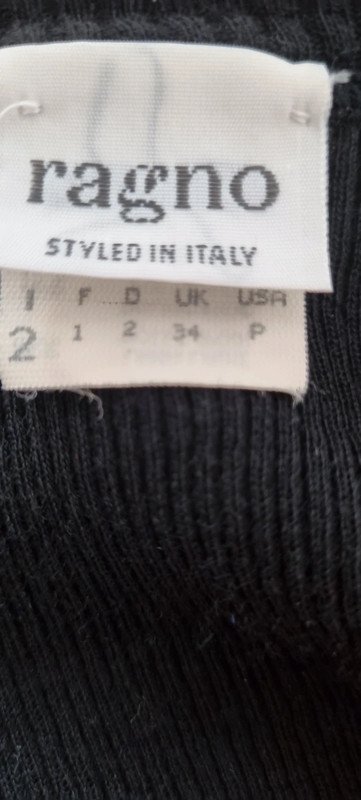 ragno
STYLED IN ITALY
I F D UK USA
2 1 2 34 P